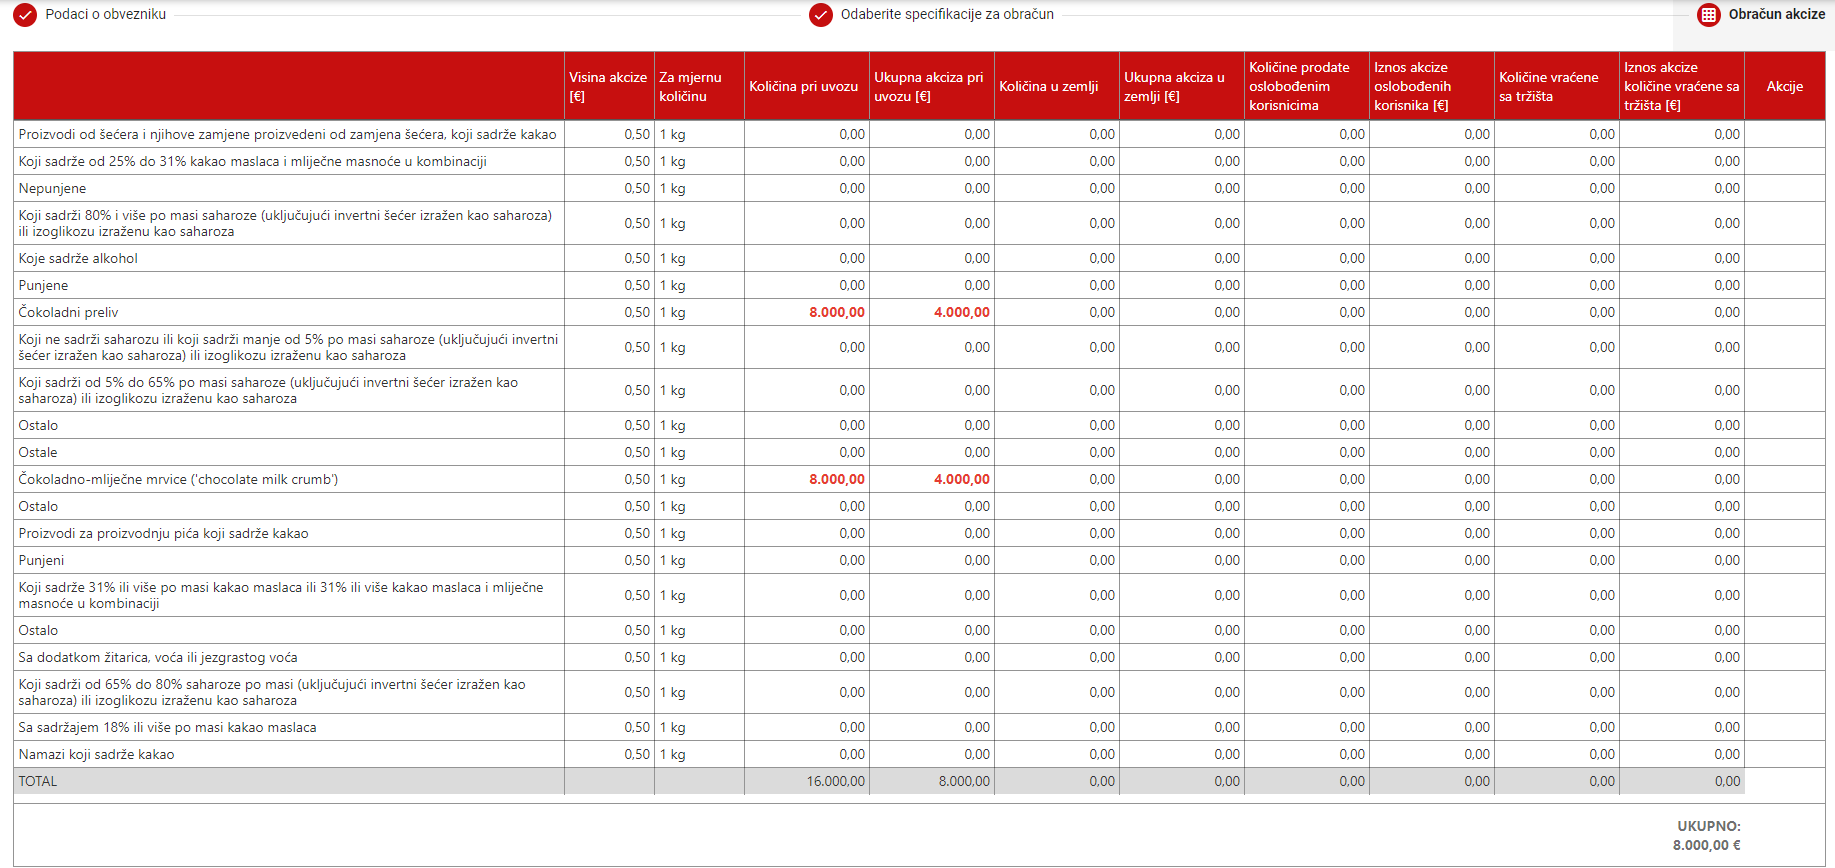 Podaci o obvezniku
Odaberite specifikacije za obračun
Obračun akcize
Visina akcize [€] Za mjernu količinu Količina pri uvozu Ukupna akciza pri uvozu [€] Količina u zemlji Ukupna akciza u zemlji [€] Količine prodate oslobođenim korisnicima Iznos akcize oslobođenih korisnika [€] Količine vraćene sa tržišta Iznos akcize količine vraćene sa tržišta [€] Akcije
Proizvodi od šećera i njihove zamjene proizvedeni od zamjena šećera, koji sadrže kakao 0,50 1 kg 0,00 0,00 0,00 0,00 0,00 0,00 0,00 0,00
Koji sadrže od 25% do 31% kakao maslaca i mliječne masnoće u kombinaciji 0,50 1 kg 0,00 0,00 0,00 0,00 0,00 0,00 0,00 0,00
Nepunjene 0,50 1 kg 0,00 0,00 0,00 0,00 0,00 0,00 0,00 0,00
Koji sadrži 80% i više po masi saharoze (uključujući invertni šećer izražen kao saharoza)
ili izoglikozu izraženu kao saharoza 0,50 1 kg 0,00 0,00 0,00 0,00 0,00 0,00 0,00 0,00
Koje sadrže alkohol 0,50 1 kg 0,00 0,00 0,00 0,00 0,00 0,00 0,00 0,00
Punjene 0,50 1 kg 0,00 0,00 0,00 0,00 0,00 0,00 0,00 0,00
Čokoladni preliv 0,50 1 kg 8.000,00 4.000,00 0,00 0,00 0,00 0,00 0,00 0,00
Koji ne sadrži saharozu ili koji sadrži manje od 5% po masi saharoze (uključujući invertni
šećer izražen kao saharoza) ili izoglikozu izraženu kao saharoza 0,50 1 kg 0,00 0,00 0,00 0,00 0,00 0,00 0,00 0,00
Koji sadrži od 5% do 65% po masi saharoze (uključujući invertni šećer izražen kao
saharoza) ili izoglikozu izraženu kao saharoza 0,50 1 kg 0,00 0,00 0,00 0,00 0,00 0,00 0,00 0,00
Ostalo 0,50 1 kg 0,00 0,00 0,00 0,00 0,00 0,00 0,00 0,00
Ostale 0,50 1 kg 0,00 0,00 0,00 0,00 0,00 0,00 0,00 0,00
Čokoladno-mliječne mrvice ('chocolate milk crumb') 0,50 1 kg 8.000,00 4.000,00 0,00 0,00 0,00 0,00 0,00 0,00
Ostalo 0,50 1 kg 0,00 0,00 0,00 0,00 0,00 0,00 0,00 0,00
Proizvodi za proizvodnju pića koji sadrže kakao 0,50 1 kg 0,00 0,00 0,00 0,00 0,00 0,00 0,00 0,00
Punjeni 0,50 1 kg 0,00 0,00 0,00 0,00 0,00 0,00 0,00 0,00
Koji sadrže 31% ili više po masi kakao maslaca ili 31% ili više kakao maslaca i mliječne
masnoće u kombinaciji 0,50 1 kg 0,00 0,00 0,00 0,00 0,00 0,00 0,00 0,00
Ostalo 0,50 1 kg 0,00 0,00 0,00 0,00 0,00 0,00 0,00 0,00
Sa dodatkom žitarica, voća ili jezgrastog voća 0,50 1 kg 0,00 0,00 0,00 0,00 0,00 0,00 0,00 0,00
Koji sadrži od 65% do 80% saharoze po masi (uključujući invertni šećer izražen kao
saharoza) ili izoglikozu izraženu kao saharoza 0,50 1 kg 0,00 0,00 0,00 0,00 0,00 0,00 0,00 0,00
Sa sadržajem 18% ili više po masi kakao maslaca 0,50 1 kg 0,00 0,00 0,00 0,00 0,00 0,00 0,00 0,00
Namazi koji sadrže kakao 0,50 1 kg 0,00 0,00 0,00 0,00 0,00 0,00 0,00 0,00
TOTAL 16.000,00 8.000,00 0,00 0,00 0,00 0,00 0,00 0,00
UKUPNO:
8.000,00 €